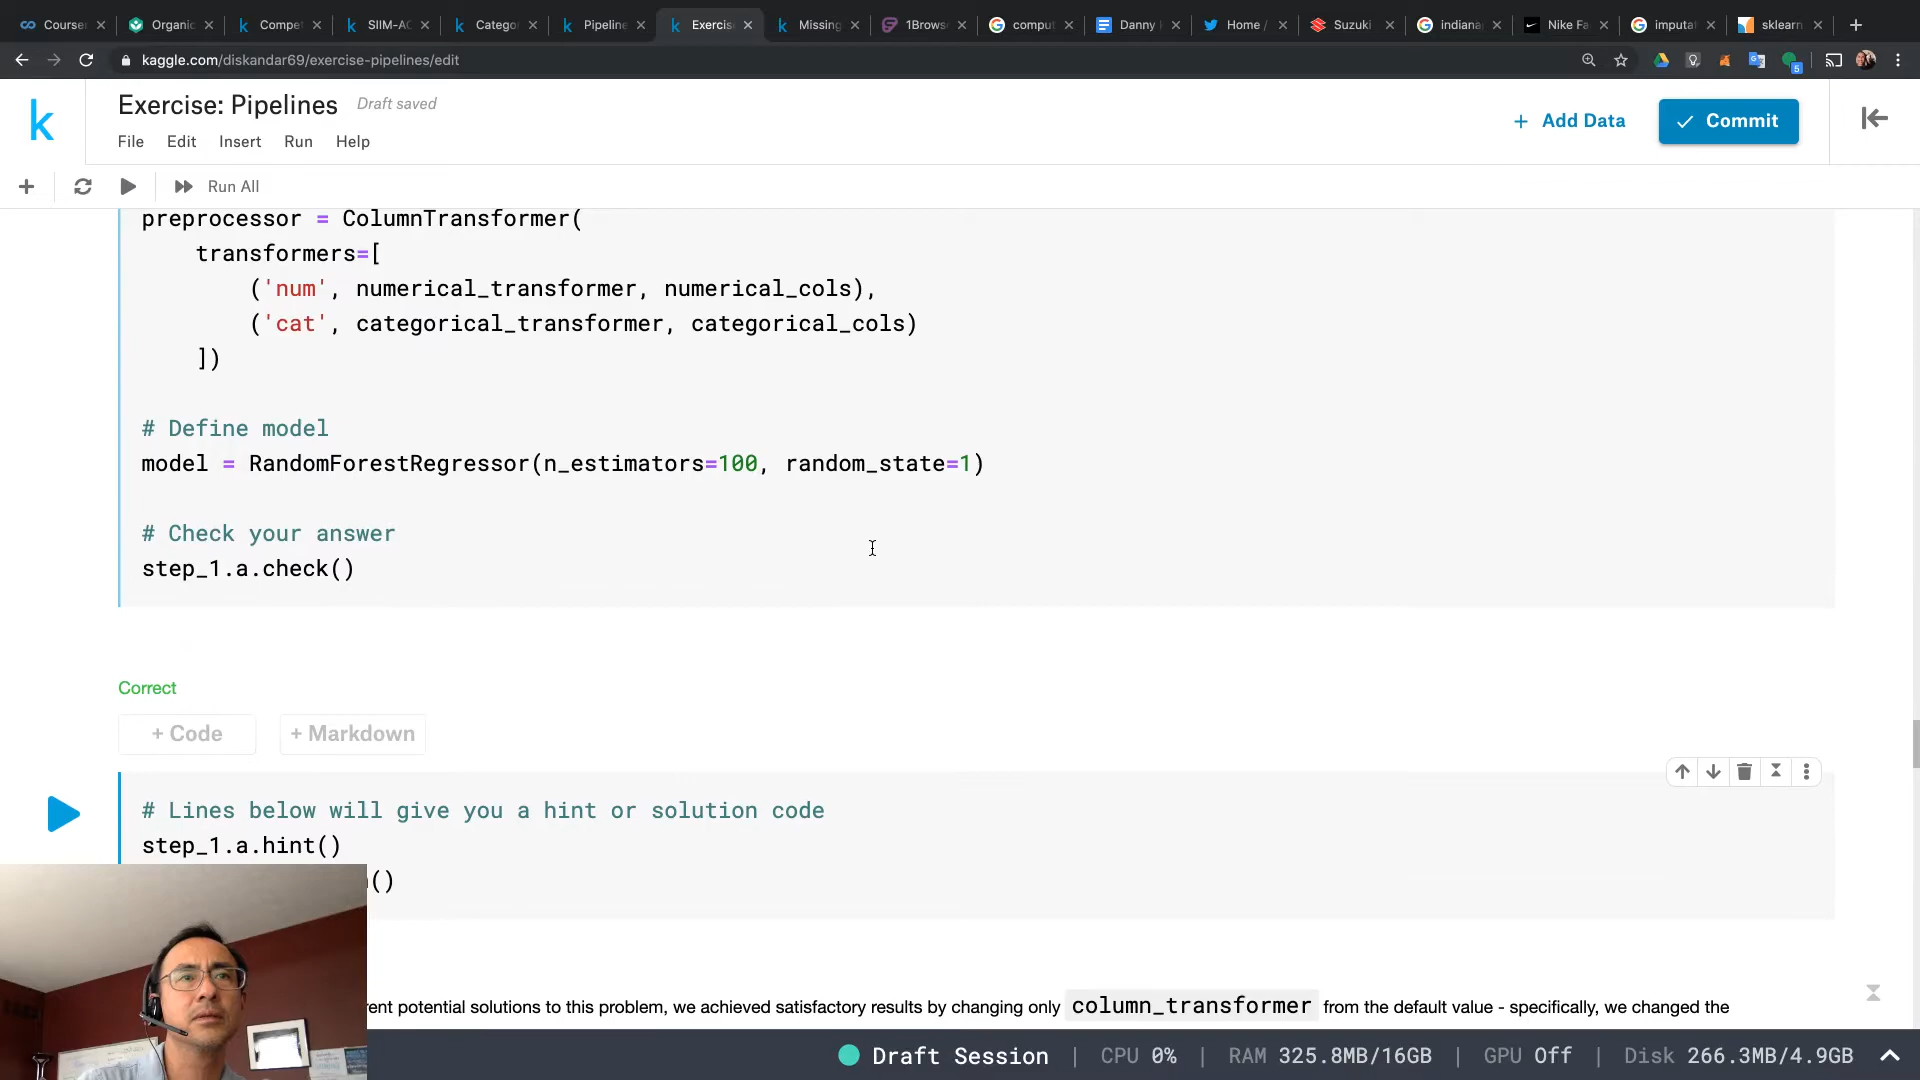 Course
Organic
Compet
SIIM-AC
Catego
Pipeline
Exercis
Missing
1Brows
comput
Danny
Home /
Suzuki
indiana
Nike Fa
imputat
sklearn
kaggle.com/diskandar69/exercise-pipelines/edit
5
k
Exercise: Pipelines
Draft saved
+ Add Data
Commit
File
Edit
Insert
Run
Help
Run All
preprocessor = ColumnTransformer(
transformers=[
('num', numerical_transformer, numerical_cols),
('cat', categorical_transformer, categorical_cols)
])
# Define model
model = RandomForestRegressor(n_estimators=100, random_state=1)
# Check your answer
step_1.a.check()
Correct
+ Code
+ Markdown
# Lines below will give you a hint or solution code
step_1.a.hint()
()
rent potential solutions to this problem, we achieved satisfactory results by changing only column_transformer from the default value - specifically, we changed the
Draft Session | CPU 0% | RAM 325.8MB/16GB | GPU Off | Disk 266.3MB/4.9GB